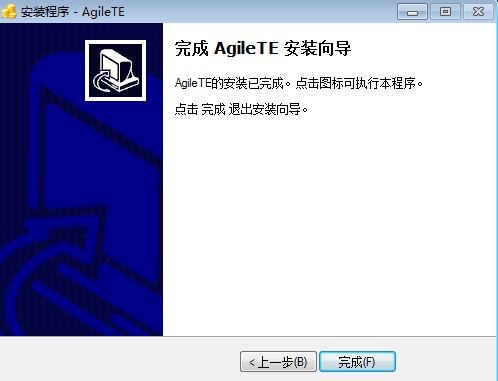 安装程序 - AgileTE
完成 AgileTE 安装向导
AgileTE的安装已完成。点击图标可执行本程序。
点击 完成 退出安装向导。
< 上一步(B)
完成(F)